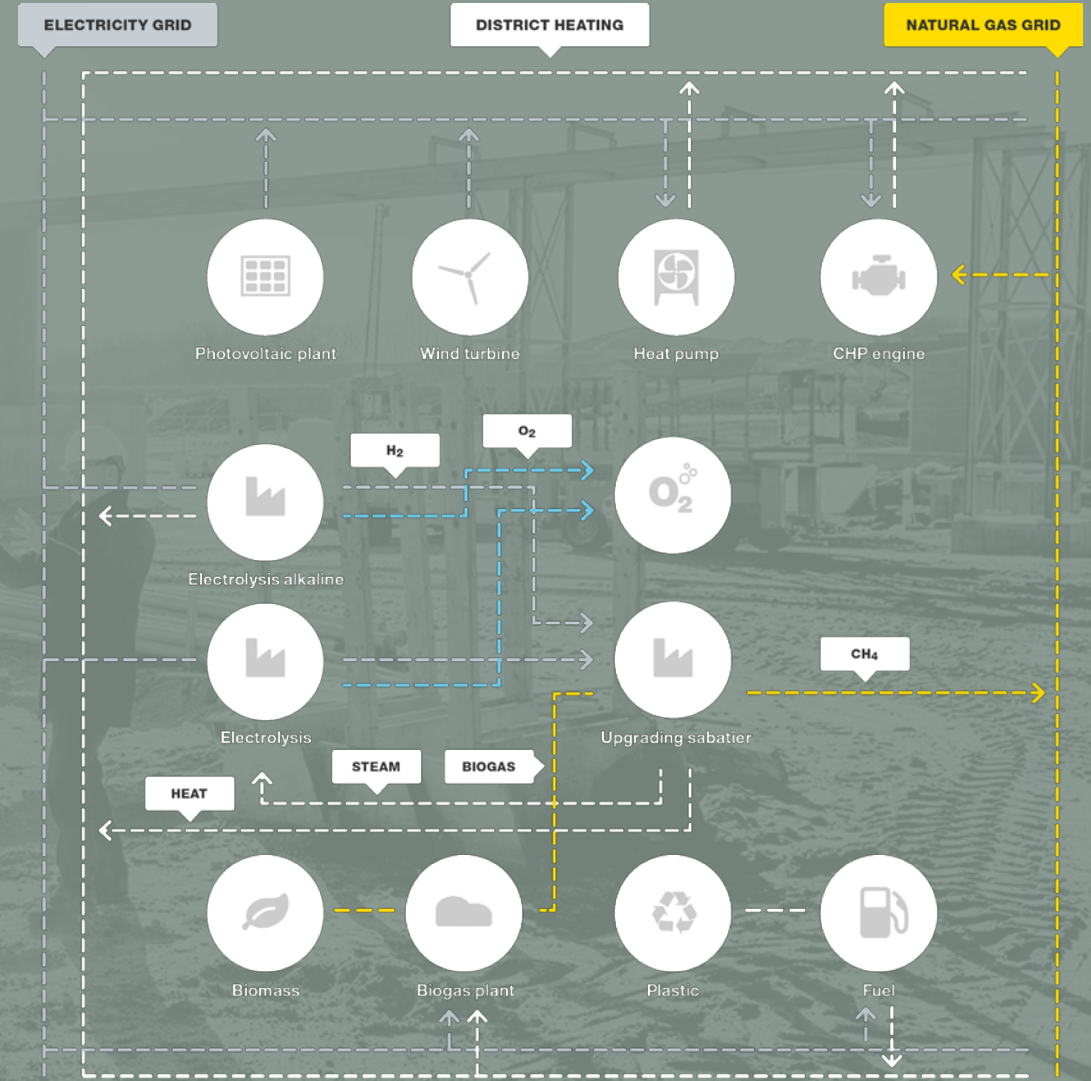 ELECTRICITY GRID
DISTRICT HEATING
NATURAL GAS GRID
Photovoltaic plant
Wind turbine
Heat pump
CHP engine
H₂
O₂
O₂
Electrolysis alkaline
CH₄
Electrolysis
Upgrading sabatier
STEAM
BIOGAS
HEAT
Biomass
Biogas plant
Plastic
Fuel